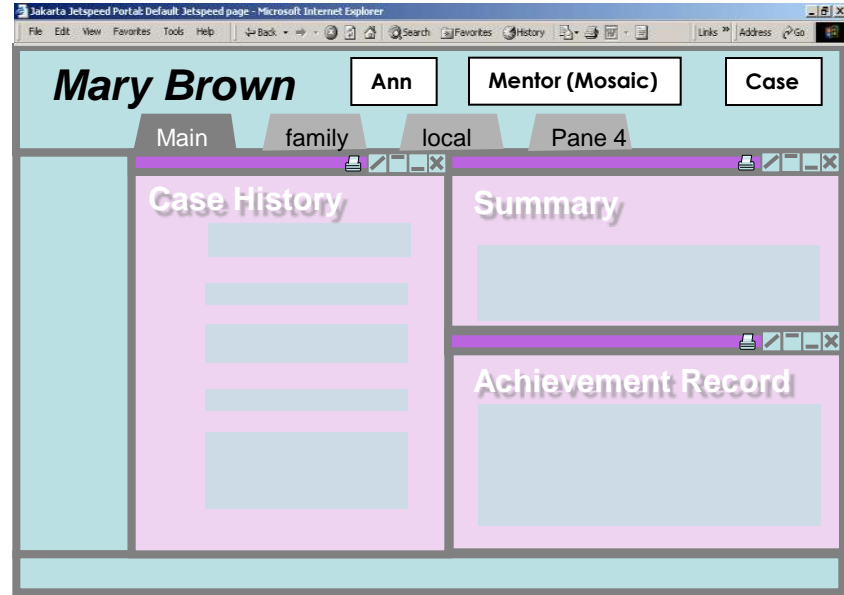 Jakarta Jetspeed Portal: Default Jetspeed page - Microsoft Internet Explorer
File Edit View Favorites Tools Help Back Search Favorites History Links » Address Go
Mary Brown Ann Mentor (Mosaic) Case
Main family local Pane 4
Case History
Summary
Achievement Record